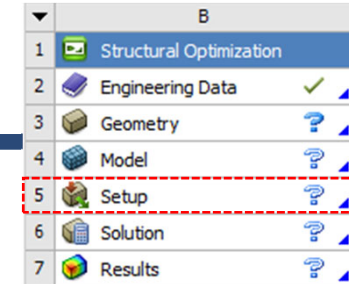 B
1 Structural Optimization
2 Engineering Data
3 Geometry ?
4 Model ?
5 Setup ?
6 Solution ?
7 Results ?